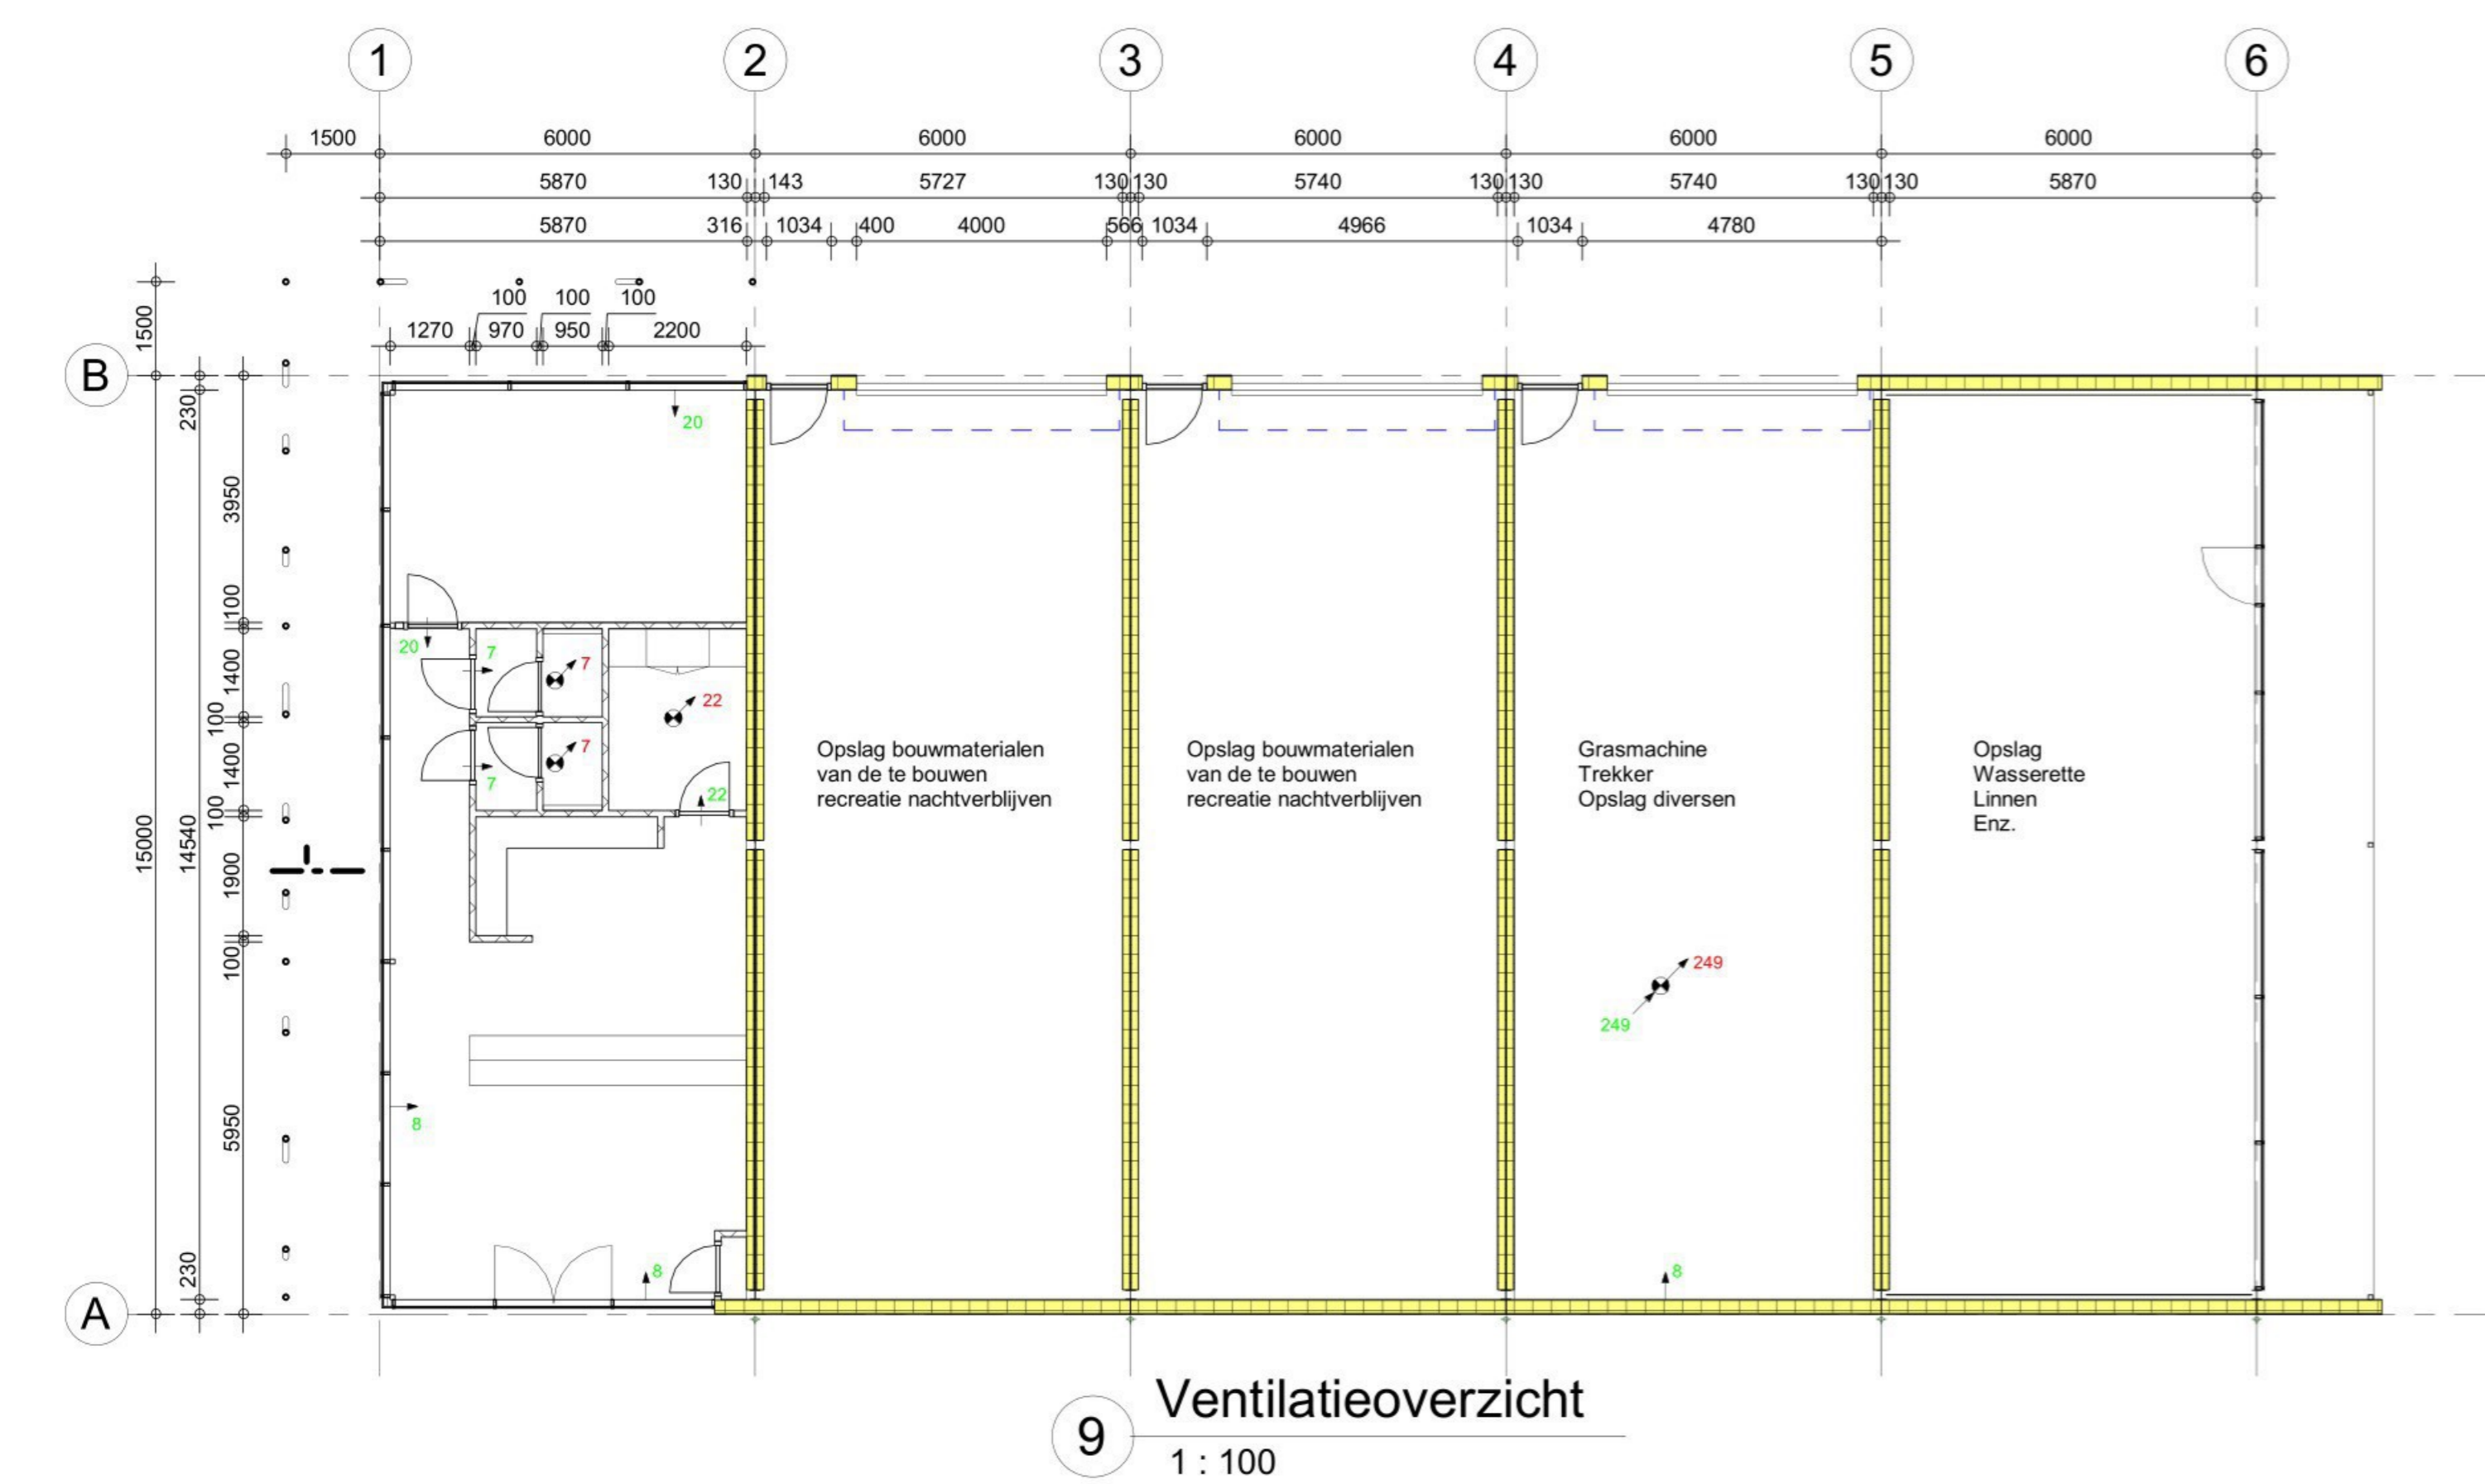 1 2 3 4 5 6
1500 6000 6000 6000 6000 6000
5870 130 143 5727 130 130 5740 130 130 5740 130 130 5870
5870 316 1034 400 4000 566 1034 4966 1034 4780
100 100 100
1270 970 950 2200
B
1500
230
3950
100
1400
100
1400
100
15000
14540
1900
100
5950
230
A
20
20
7
7
22
7
7
22
Opslag bouwmaterialen
van de te bouwen
recreatie nachtverblijven
Opslag bouwmaterialen
van de te bouwen
recreatie nachtverblijven
Grasmachine
Trekker
Opslag diversen
Opslag
Wasserette
Linnen
Enz.
249
249
8
8
8
9
Ventilatieoverzicht
1 : 100